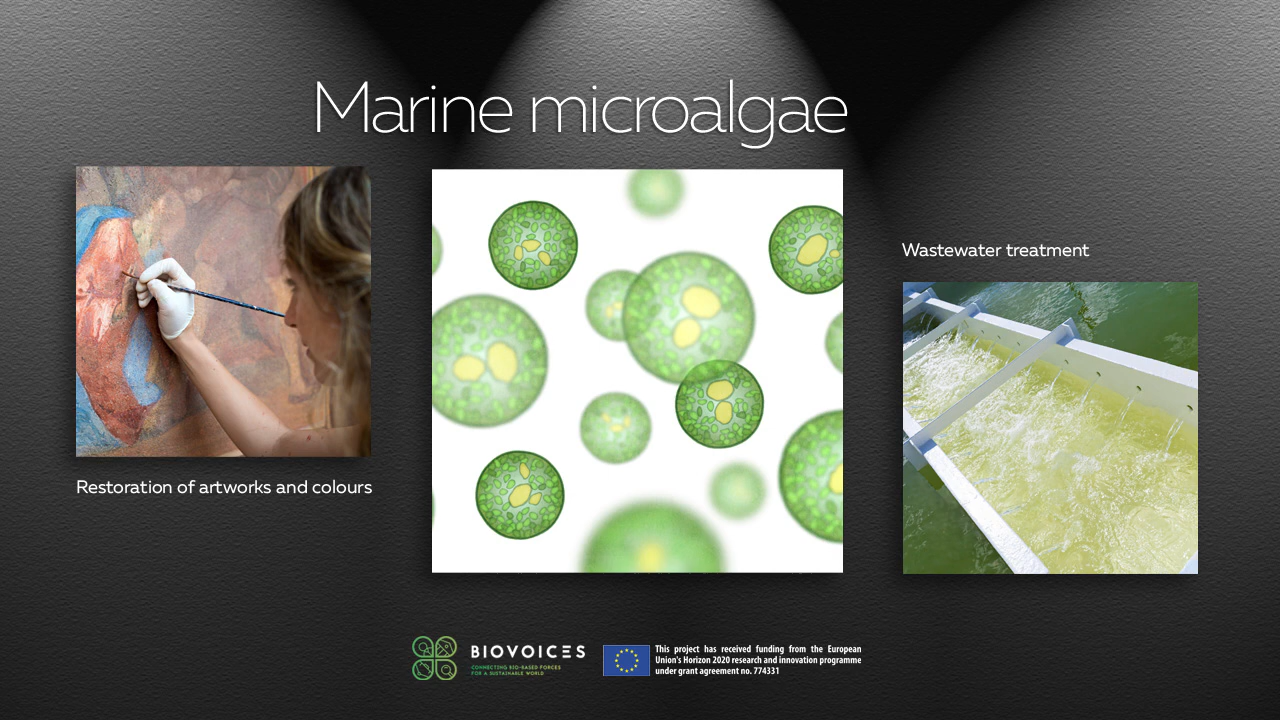 Marine microalgae
Wastewater treatment
Restoration of artworks and colours
BIOVOICES
CONNECTING BIO-BASED FORCES
FOR A SUSTAINABLE WORLD
This project has received funding from the European
Union's Horizon 2020 research and innovation programme
under grant agreement no. 774331